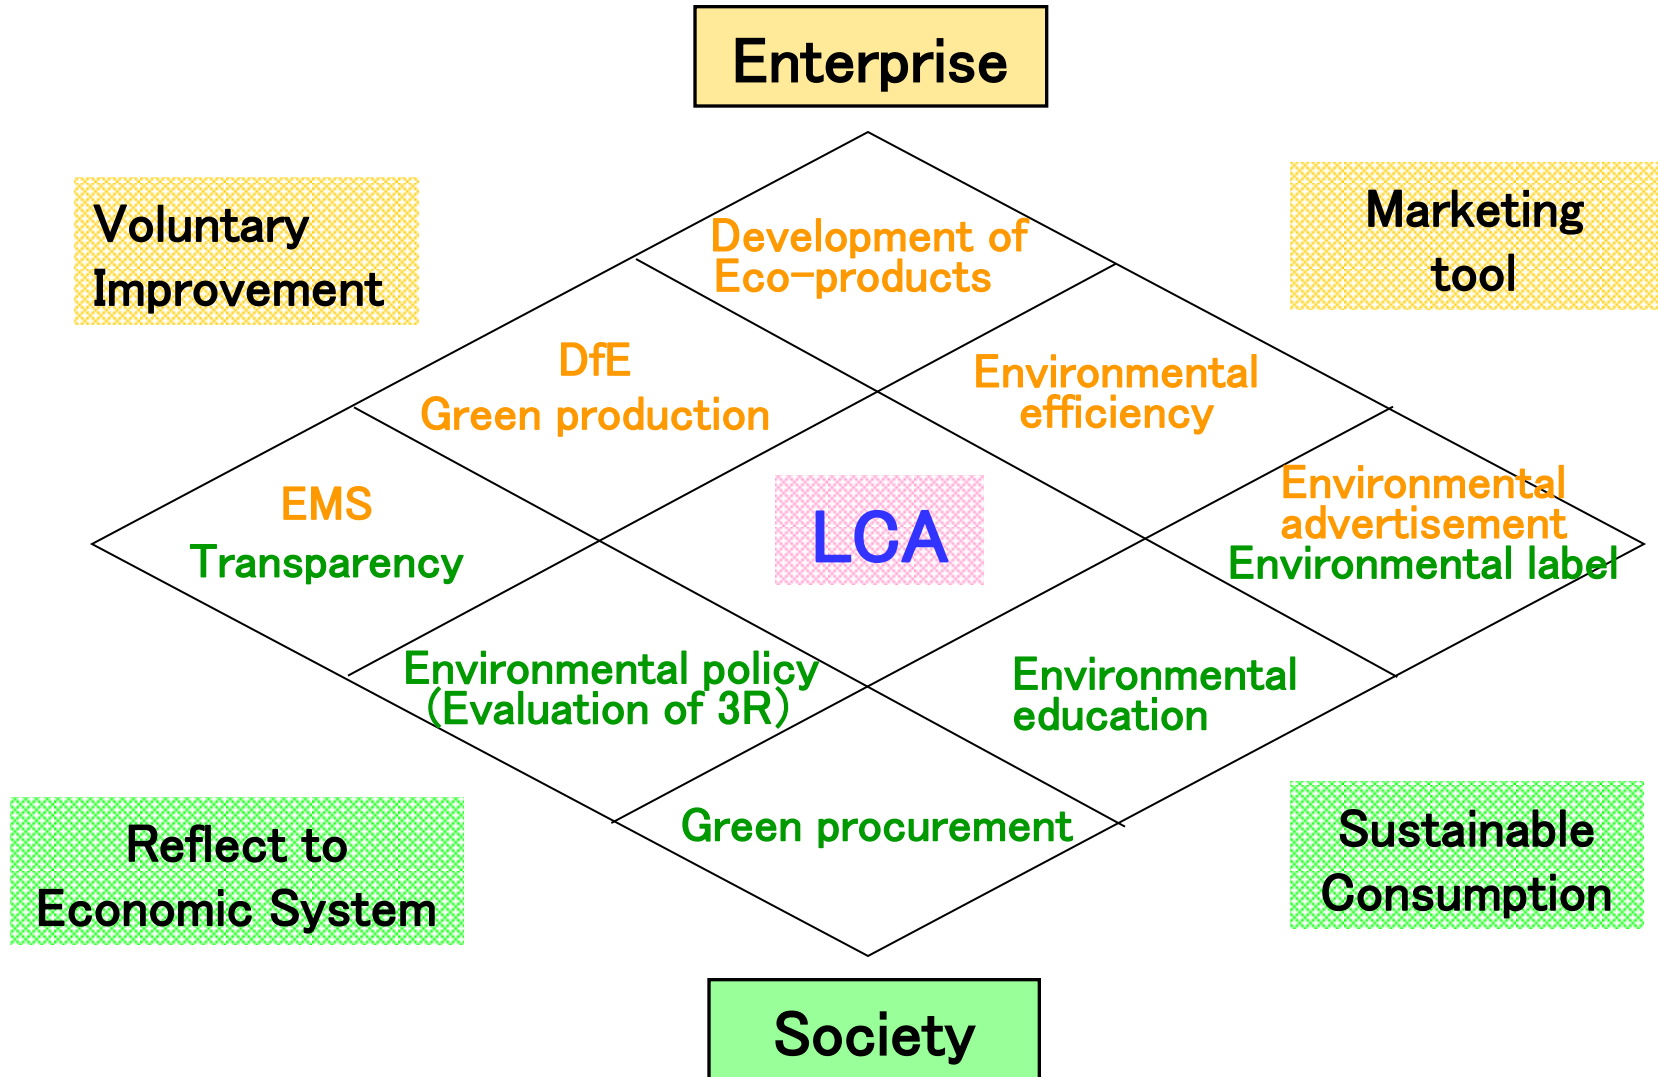 Enterprise
Voluntary
Improvement
Marketing
tool
Development of
Eco-products
DfE
Green production
Environmental
efficiency
EMS
Transparency
LCA
Environmental
advertisement
Environmental label
Environmental policy
(Evaluation of 3R)
Environmental
education
Green procurement
Reflect to
Economic System
Sustainable
Consumption
Society